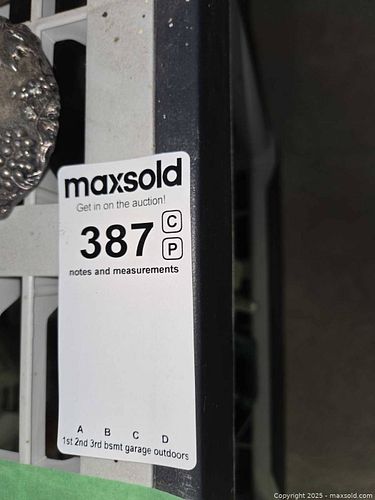 maxsold
Get in on the auction!
387 C
P
notes and measurements
A B C D
1st 2nd 3rd bsmt garage outdoors
Copyright 2025 - maxsold.com